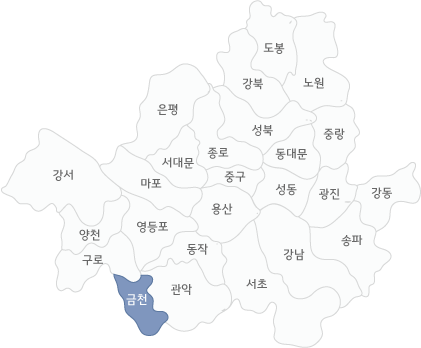 도봉
강북
노원
은평
성북
중랑
서대문
종로
동대문
강서
마포
중구
성동
광진
강동
용산
양천
영등포
동작
강남
송파
구로
관악
서초
금천